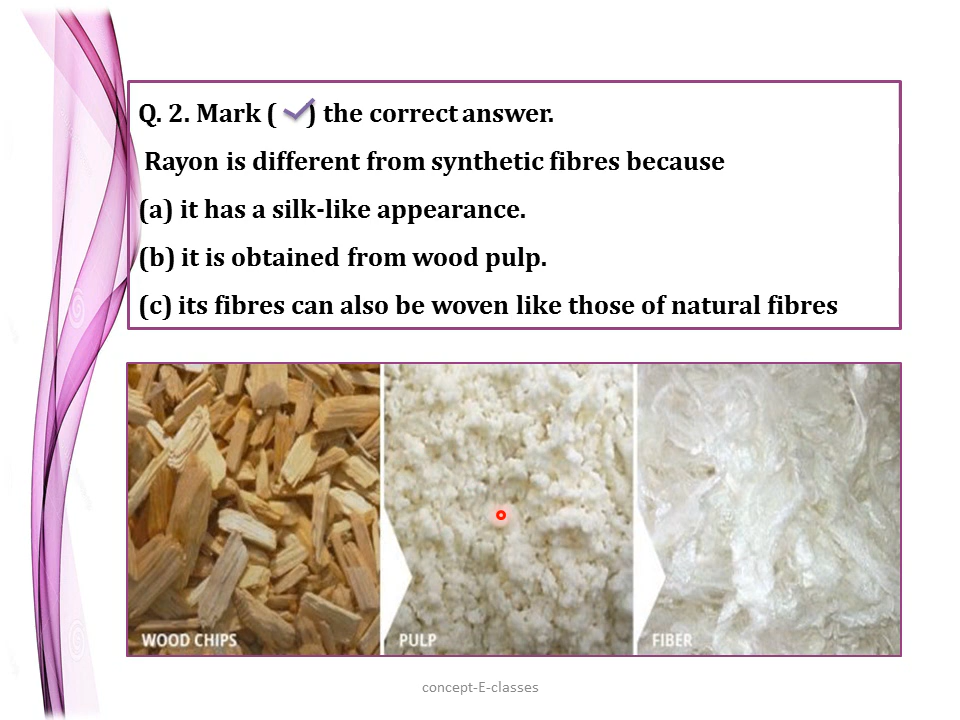 Q. 2. Mark ( ✓) the correct answer.
Rayon is different from synthetic fibres because
(a) it has a silk-like appearance.
(b) it is obtained from wood pulp.
(c) its fibres can also be woven like those of natural fibres
WOOD CHIPS
PULP
FIBER
concept-E-classes